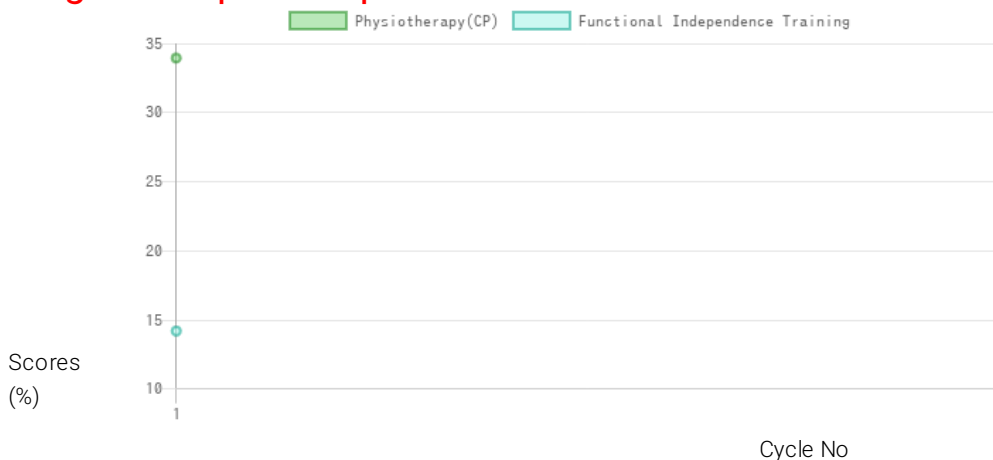 Physiotherapy(CP) Functional Independence Training
35
30
25
20
15
10
1
Scores
(%)
Cycle No